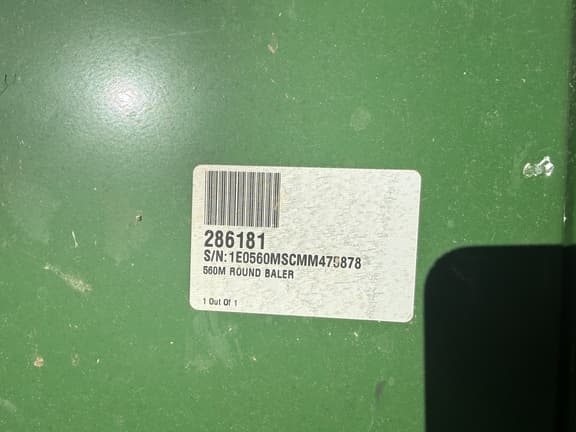 286181
S/N:1E0560MSCMM475878
560M ROUND BALER
1 Out Of 1